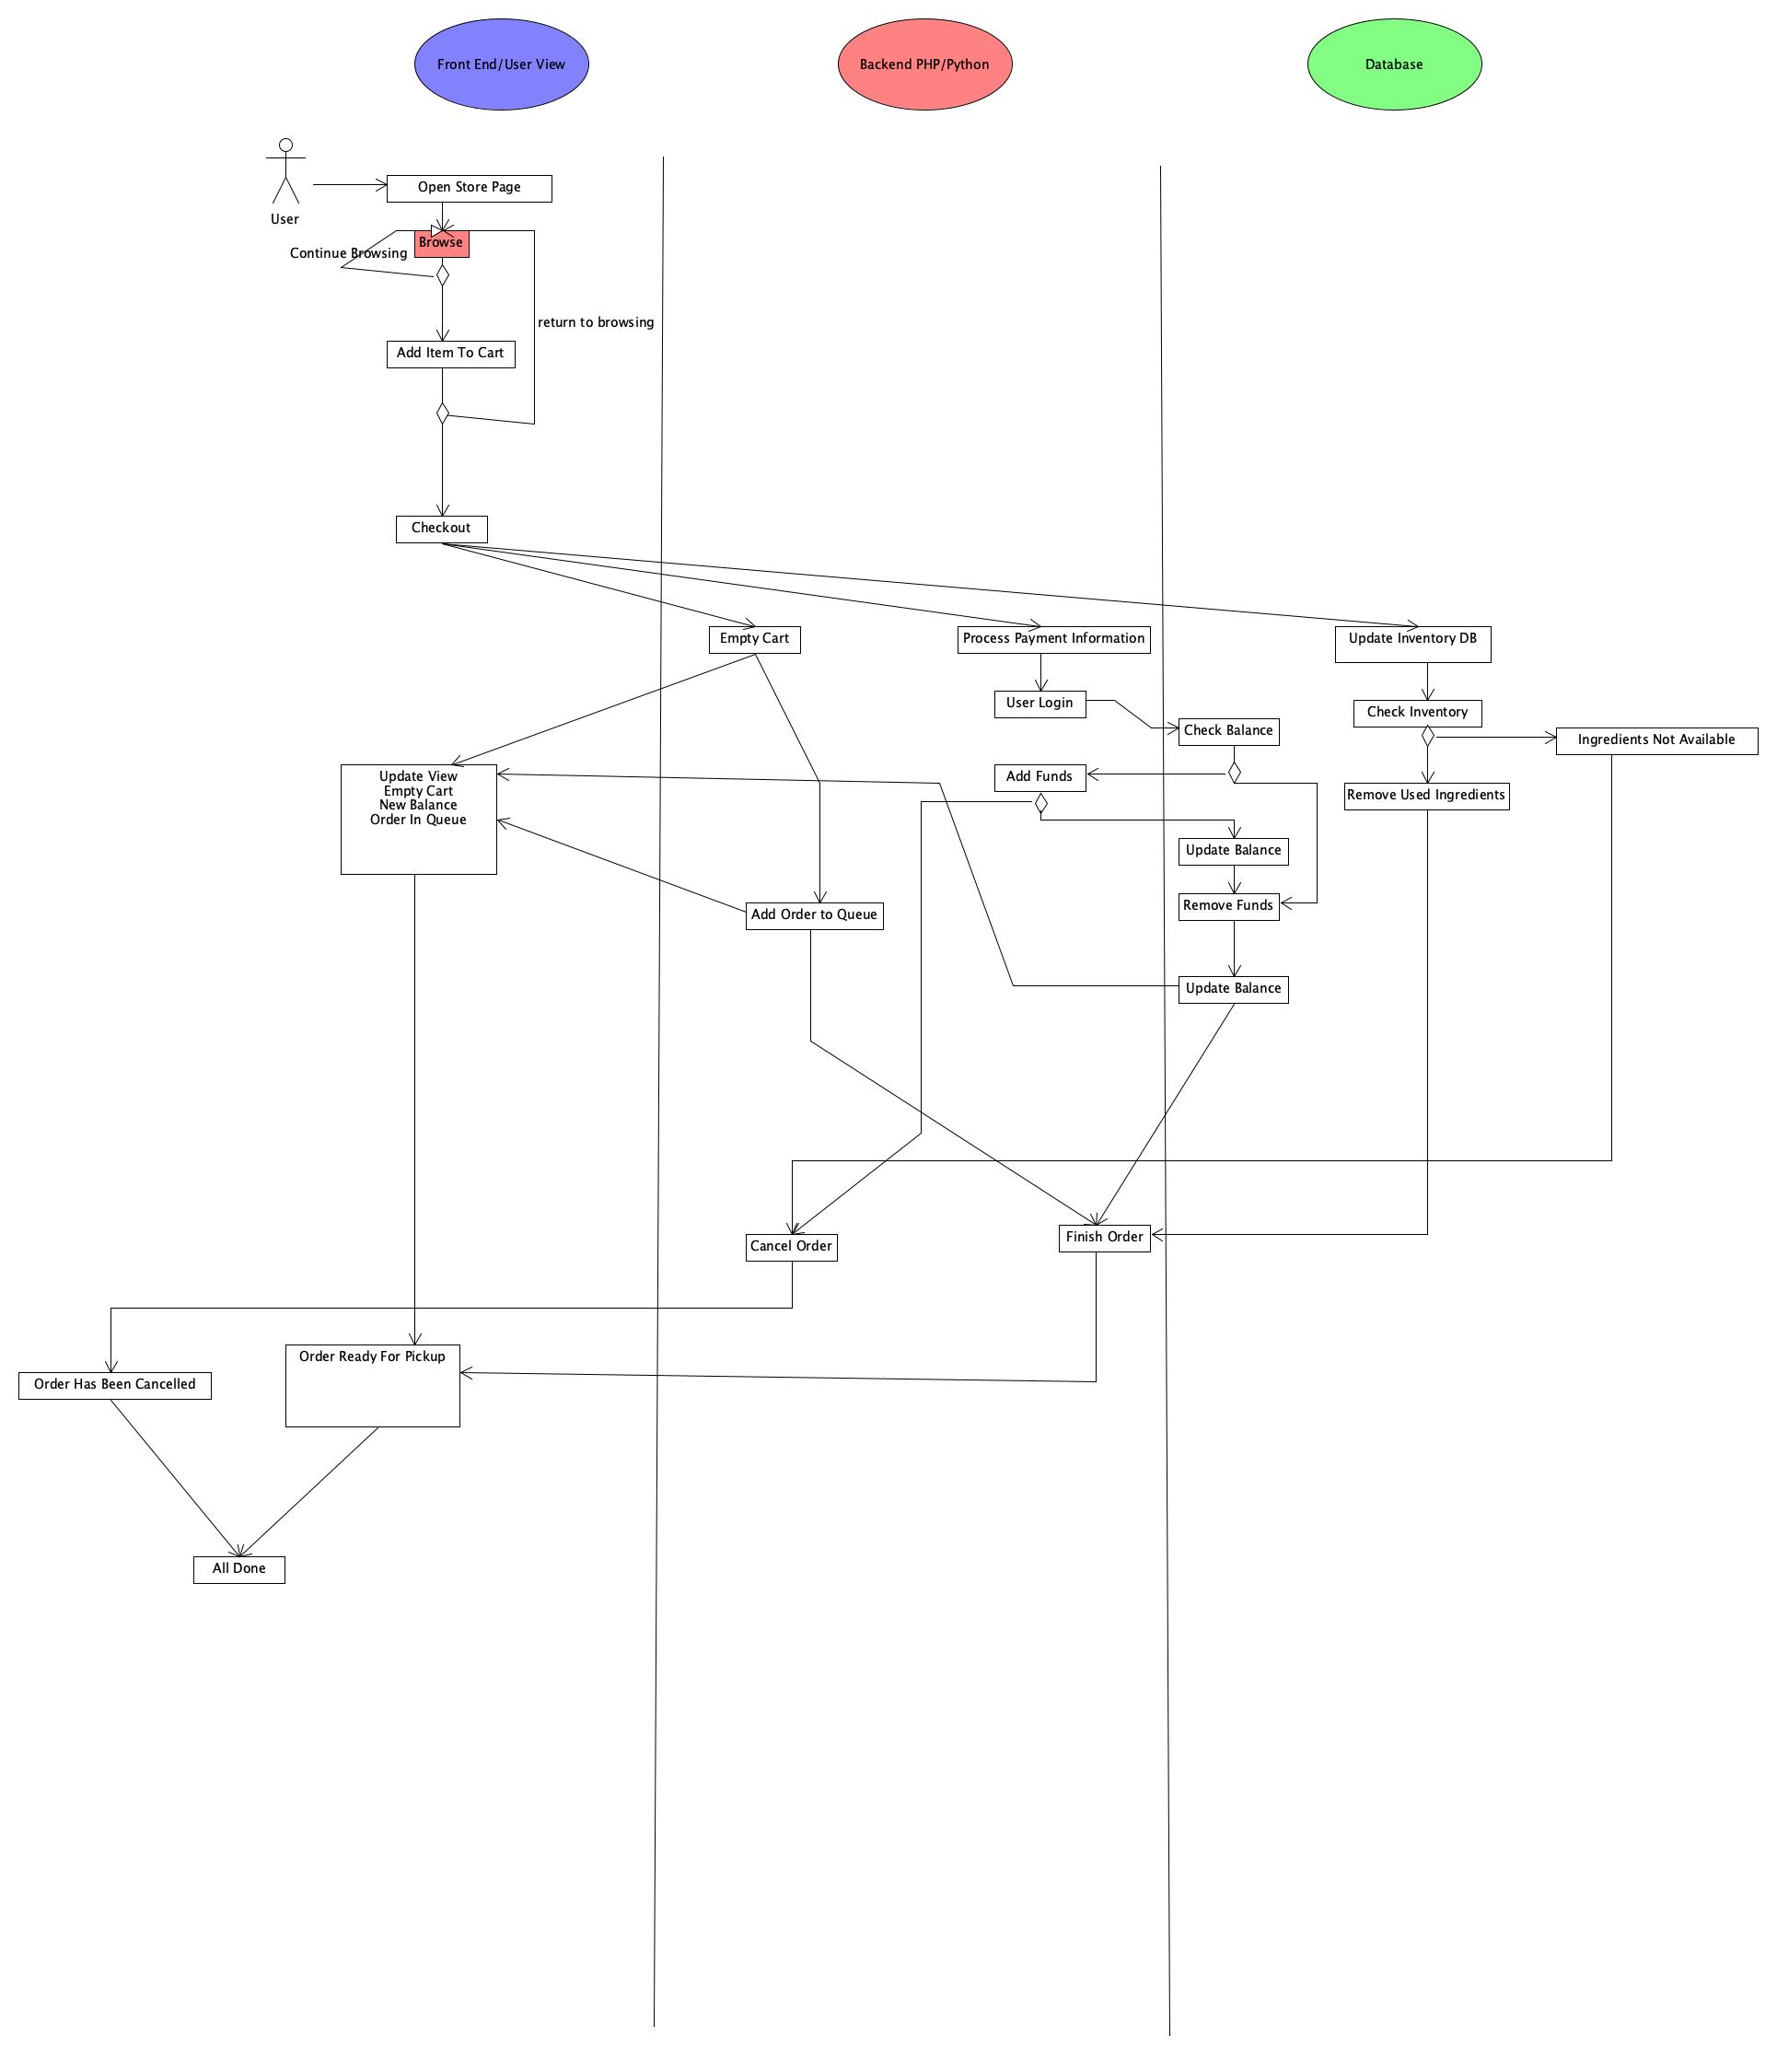 Front End/User View
Backend PHP/Python
Database
User
Open Store Page
Browse
Continue Browsing
return to browsing
Add Item To Cart
Checkout
Empty Cart
Process Payment Information
Update Inventory DB
User Login
Check Inventory
Check Balance
Ingredients Not Available
Update View
Empty Cart
New Balance
Order In Queue
Add Funds
Remove Used Ingredients
Update Balance
Remove Funds
Add Order to Queue
Update Balance
Cancel Order
Finish Order
Order Ready For Pickup
Order Has Been Cancelled
All Done